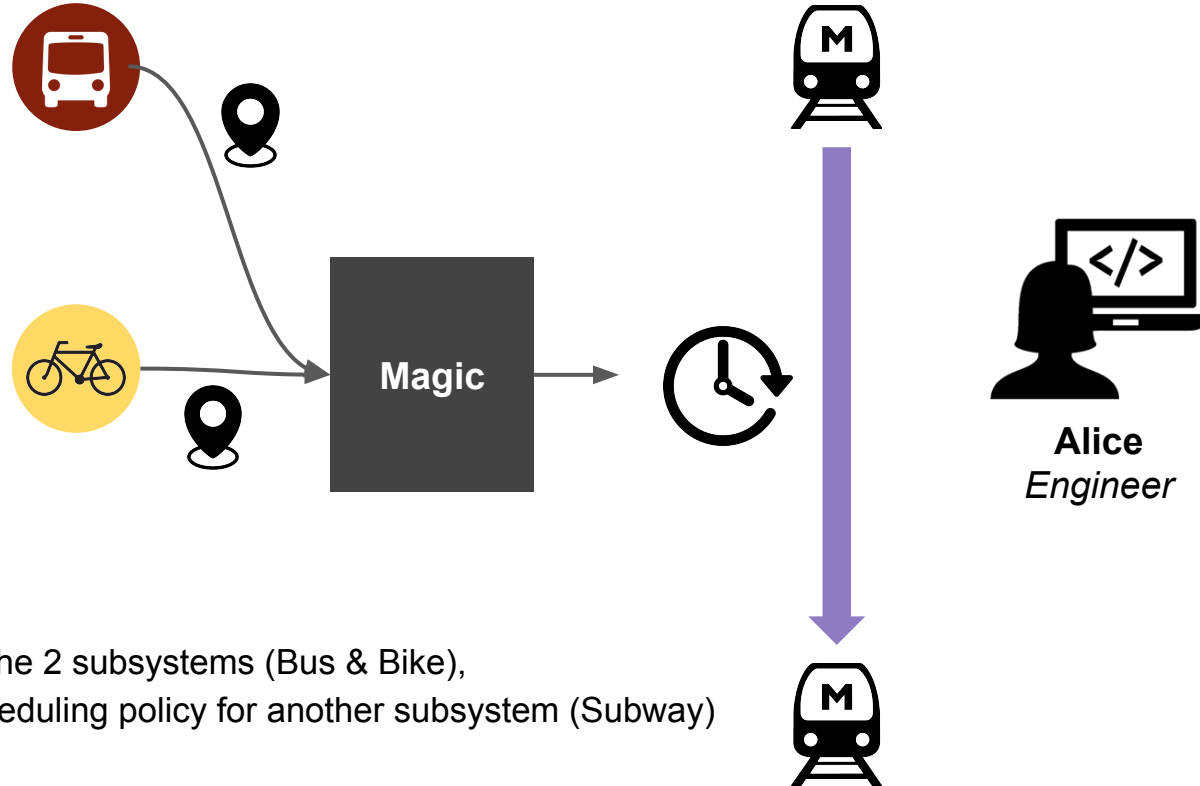 M
</>
Magic
Alice
Engineer
he 2 subsystems (Bus & Bike),
eduling policy for another subsystem (Subway)
M